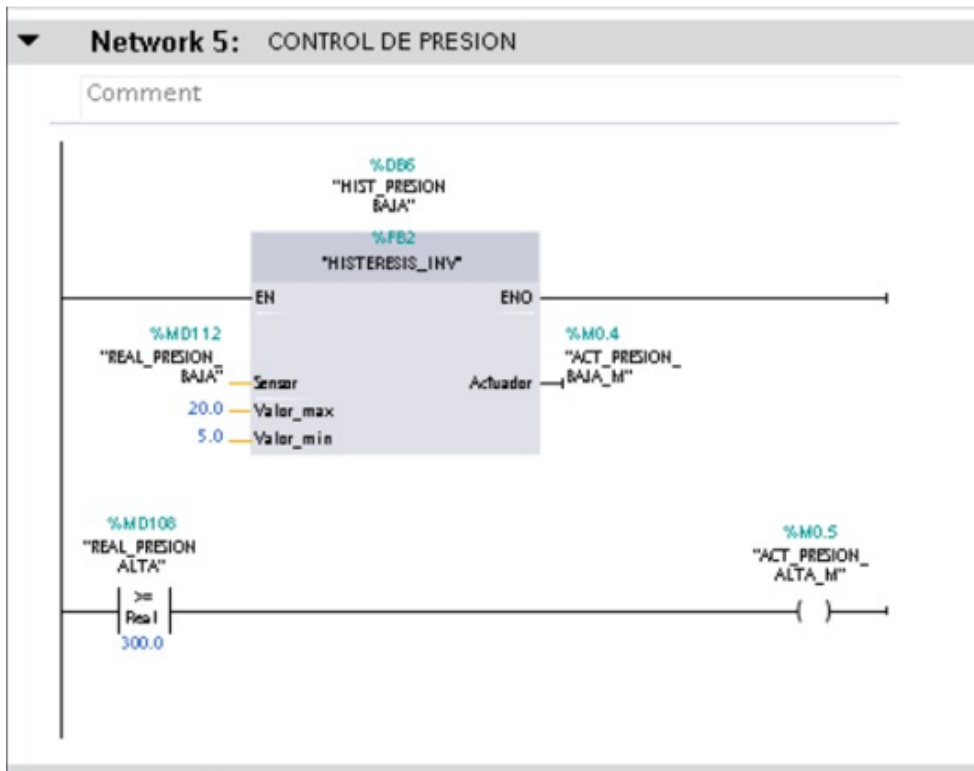 Network 5: CONTROL DE PRESION
Comment
%DB6
"HIST_PRESION
BAJA"
%FB2
"HISTERESIS_INV"
EN
ENO
%MD112
"REAL_PRESION_
BAJA"
Sensor
%M0.4
"ACT_PRESION_
BAJA_M"
Actuador
20.0
Valor_max
5.0
Valor_min
%MD108
"REAL_PRESION
ALTA"
>=
Real
300.0
%M0.5
"ACT_PRESION_
ALTA_M"
( )